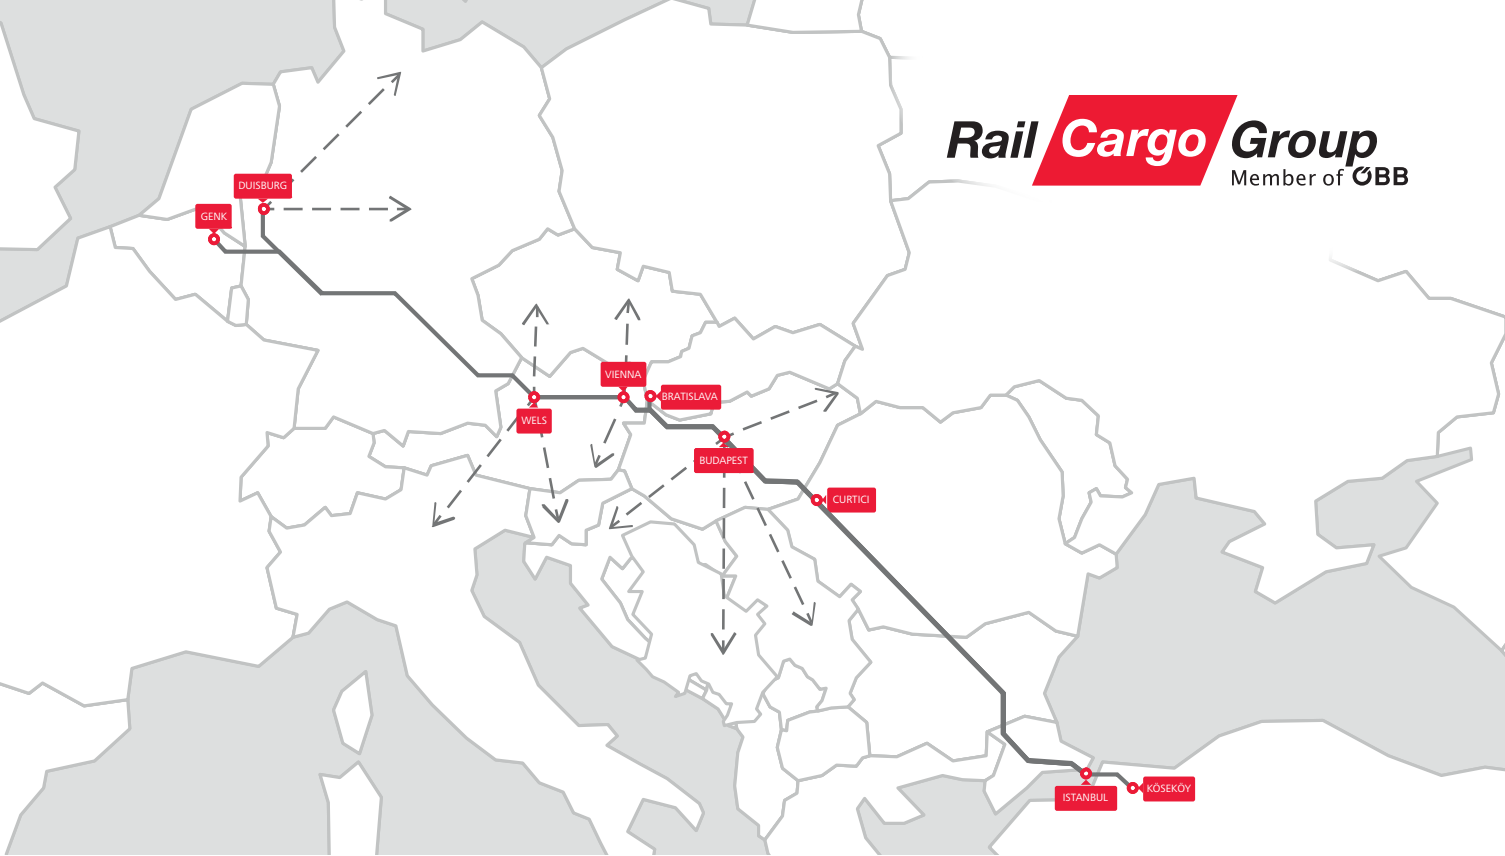 Rail Cargo Group
Member of ÖBB
DUISBURG
GENK
VIENNA
BRATISLAVA
WELS
BUDAPEST
CURTICI
ISTANBUL
KÖSEKÖY